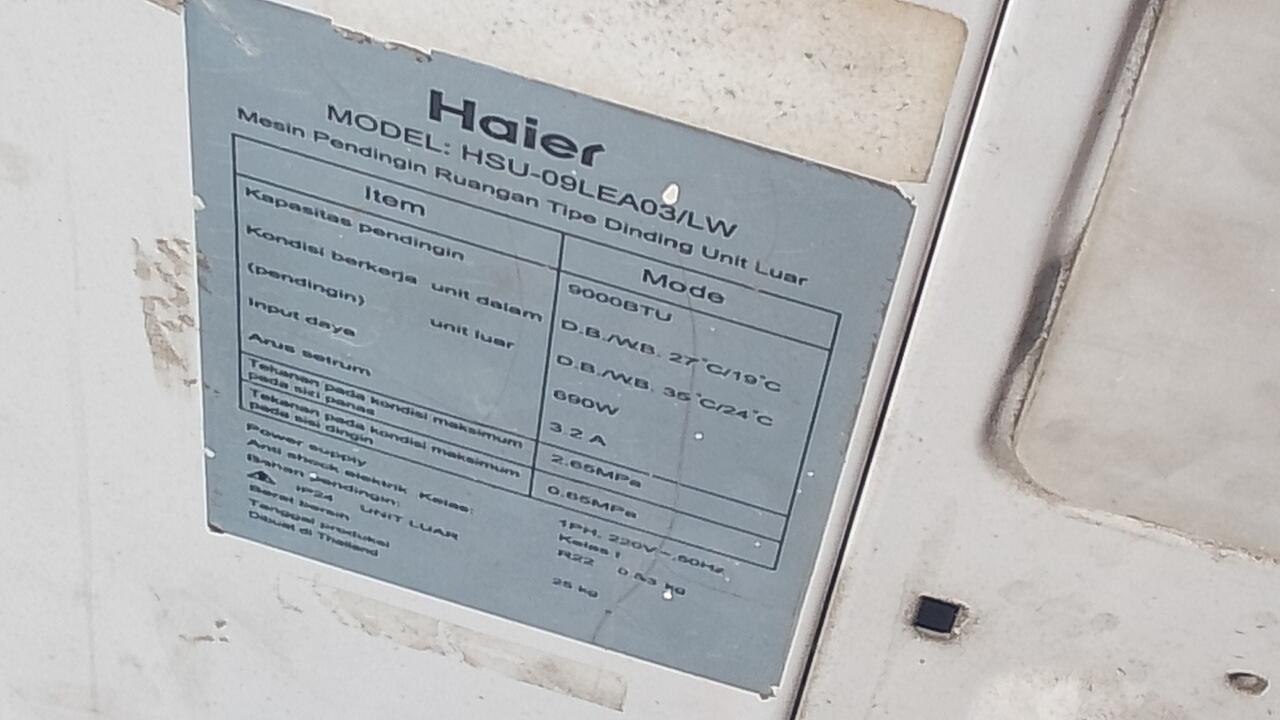 Haier
MODEL: HSU-09LEA03/LW
Mesin Pendingin Ruangan Tipe Dinding Unit Luar
Item Mode
Kapasitas pendingin 9000BTU
Kondisi berkerja unit dalam D.B./W.B. 27°C/19°C
(pendingin) unit luar D.B./W.B. 35°C/24°C
Input daya 690W
Arus setrum 3.2 A
Tekanan pada kondisi maksimum
pada sisi panas 2.65MPa
Tekanan pada kondisi maksimum
pada sisi dingin 0.65MPa
Power supply 1PH, 220V~,50Hz
Anti shock elektrik Kelas: Kelas I
Bahan pendingin: R22 0.53 kg
IP24 UNIT LUAR
Berat bersih 25 kg
Tanggal produksi
Dibuat di Thailand